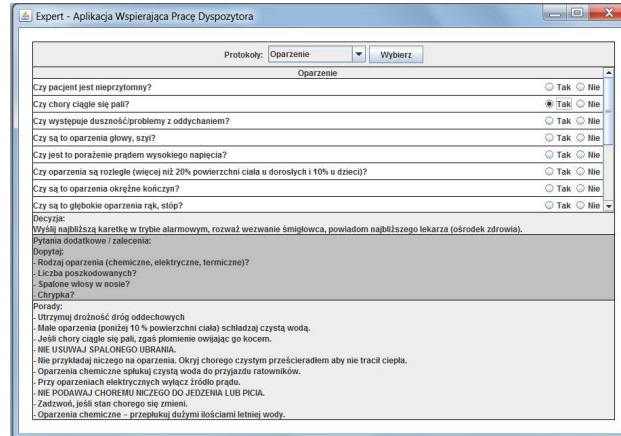 Expert - Aplikacja Wspierająca Pracę Dyspozytora
Protokoły: Oparzenie Wybierz
Oparzenie
Czy pacjent jest nieprzytomny? Tak Nie
Czy chory ciągle się pali? Tak Nie
Czy występuje duszność/problemy z oddychaniem? Tak Nie
Czy są to oparzenia głowy, szyi? Tak Nie
Czy jest to porażenie prądem wysokiego napięcia? Tak Nie
Czy oparzenia są rozległe (więcej niż 20% powierzchni ciała u dorosłych i 10% u dzieci)? Tak Nie
Czy są to oparzenia okrężne kończyn? Tak Nie
Czy są to głębokie oparzenia rąk, stóp? Tak Nie
Decyzja:
Wyślij najbliższą karetkę w trybie alarmowym, rozważ wezwanie śmigłowca, powiadom najbliższego lekarza (ośrodek zdrowia).
Pytania dodatkowe / zalecenia:
Dopytaj:
- Rodzaj oparzenia (chemiczne, elektryczne, termiczne)?
- Liczba poszkodowanych?
- Spalone włosy w nosie?
- Chrypka?
Porady:
- Utrzymuj drożność dróg oddechowych
- Małe oparzenia (poniżej 10 % powierzchni ciała) schładzaj czystą wodą.
- Jeśli chory ciągle się pali, zgaś płomienie owijając go kocem.
- NIE USUWAJ SPALONEGO UBRANIA.
- Nie przykładaj niczego na oparzenia. Okryj chorego czystym prześcieradłem aby nie tracił ciepła.
- Oparzenia chemiczne spłukuj czystą woda do przyjazdu ratowników.
- Przy oparzeniach elektrycznych wyłącz źródło prądu.
- NIE PODAWAJ CHOREMU NICZEGO DO JEDZENIA LUB PICIA.
- Zadzwoń, jeśli stan chorego się zmieni.
- Oparzenia chemiczne – przepłukuj dużymi ilościami letniej wody.